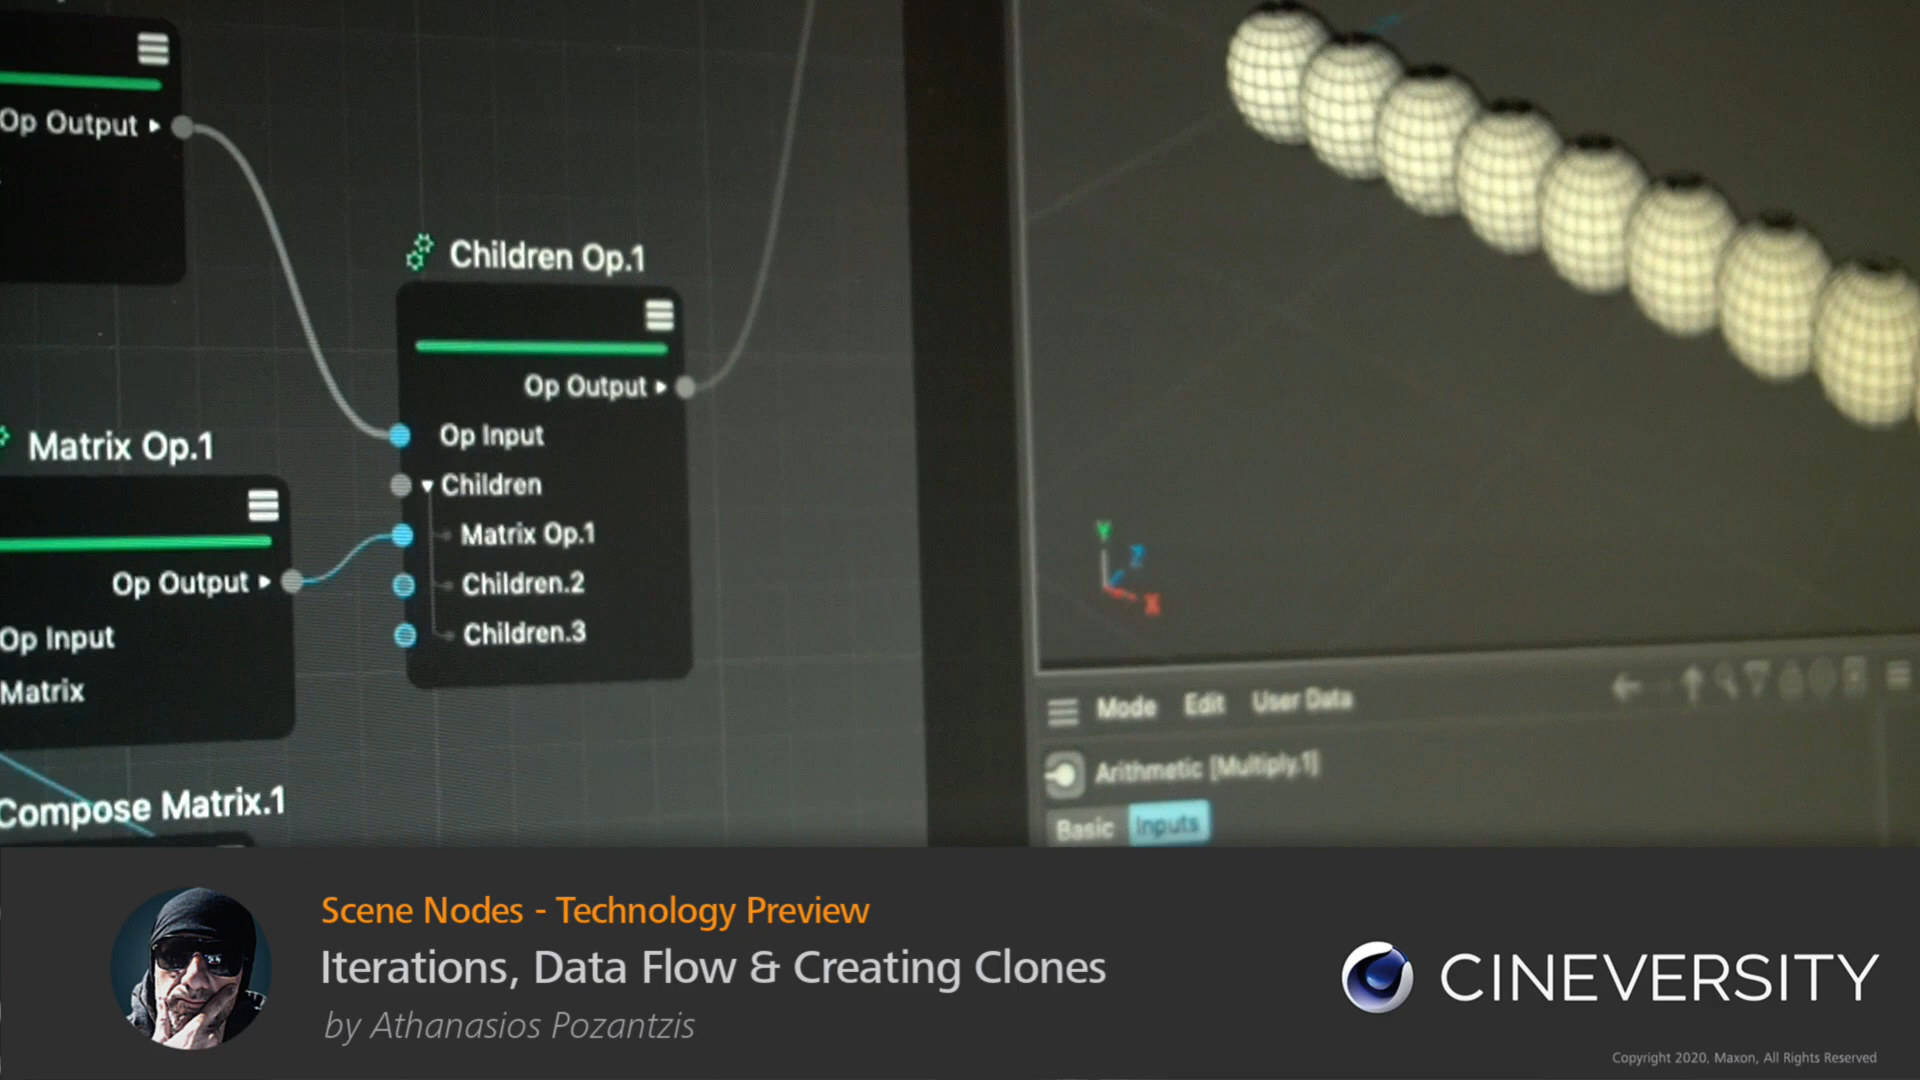 Op Output
Children Op.1
Op Output
Op Input
Matrix Op.1
Children
Matrix Op.1
Op Output
Children.2
Op Input
Children.3
Matrix
Compose Matrix.1
Y
Z
X
Mode Edit User Data
Arithmetic [Multiply.1]
Basic Inputs
Scene Nodes - Technology Preview
Iterations, Data Flow & Creating Clones
by Athanasios Pozantzis
CINEVERSITY
Copyright 2020, Maxon, All Rights Reserved